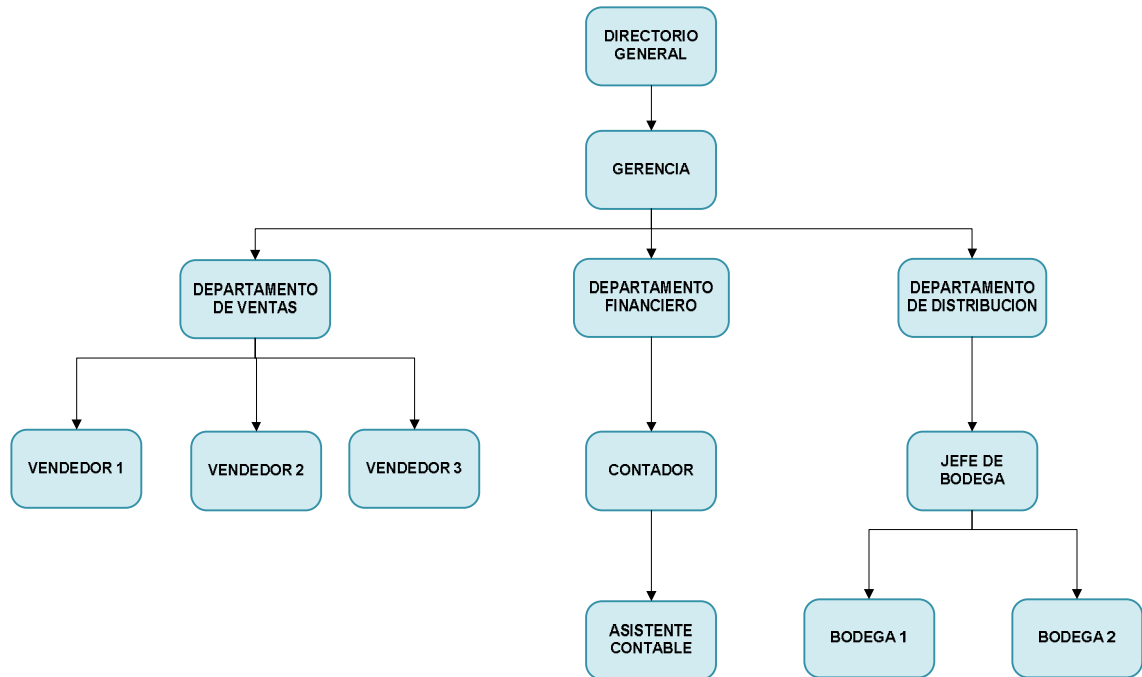 DIRECTORIO
GENERAL
GERENCIA
DEPARTAMENTO
DE VENTAS
DEPARTAMENTO
FINANCIERO
DEPARTAMENTO
DE DISTRIBUCION
VENDEDOR 1
VENDEDOR 2
VENDEDOR 3
CONTADOR
JEFE DE
BODEGA
ASISTENTE
CONTABLE
BODEGA 1
BODEGA 2